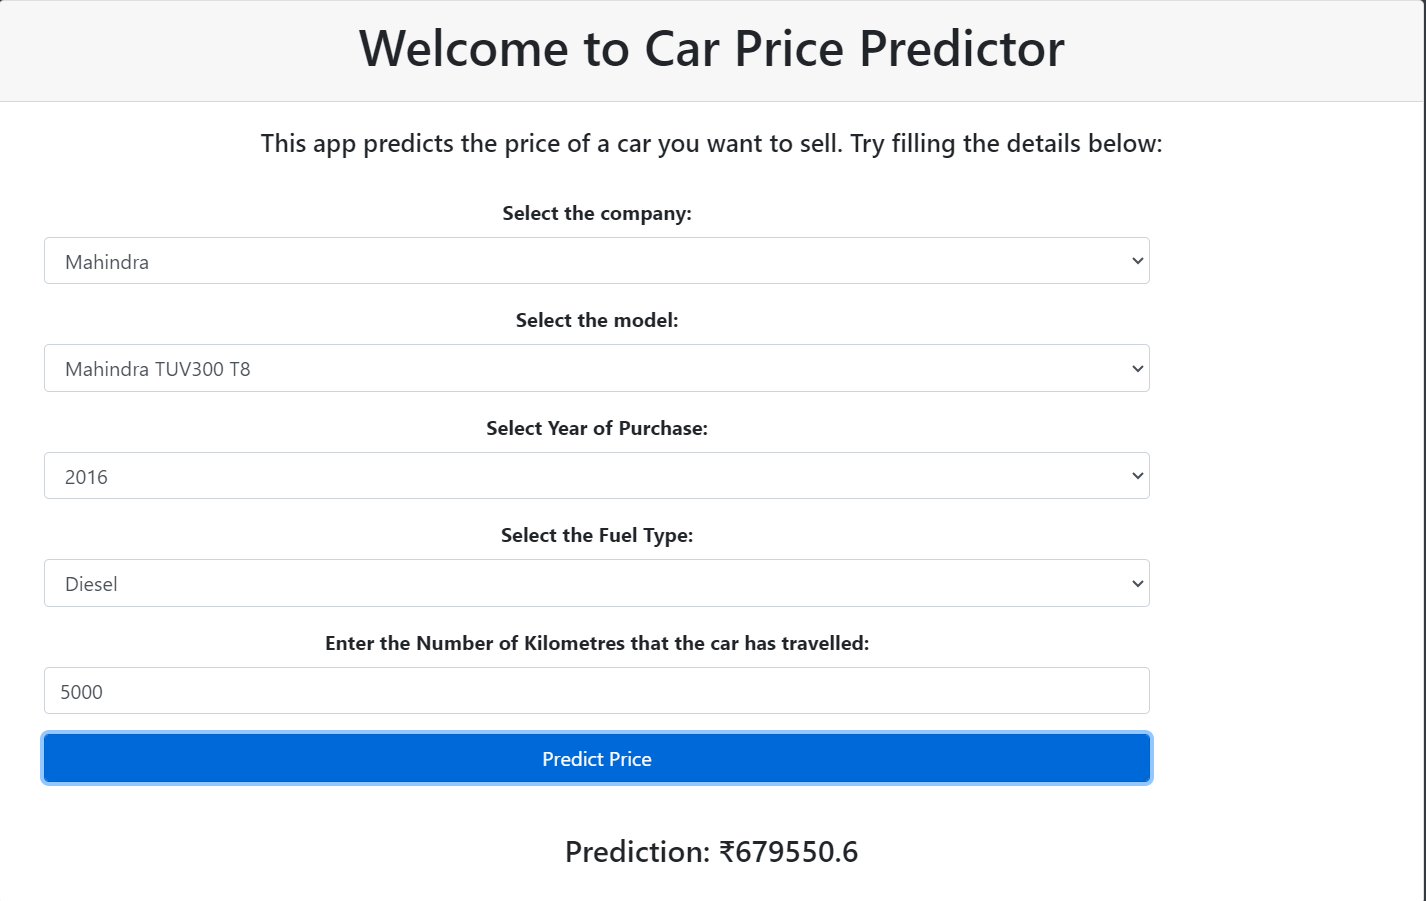 Welcome to Car Price Predictor
This app predicts the price of a car you want to sell. Try filling the details below:
Select the company:
Mahindra
Select the model:
Mahindra TUV300 T8
Select Year of Purchase:
2016
Select the Fuel Type:
Diesel
Enter the Number of Kilometres that the car has travelled:
5000
Predict Price
Prediction: ₹679550.6